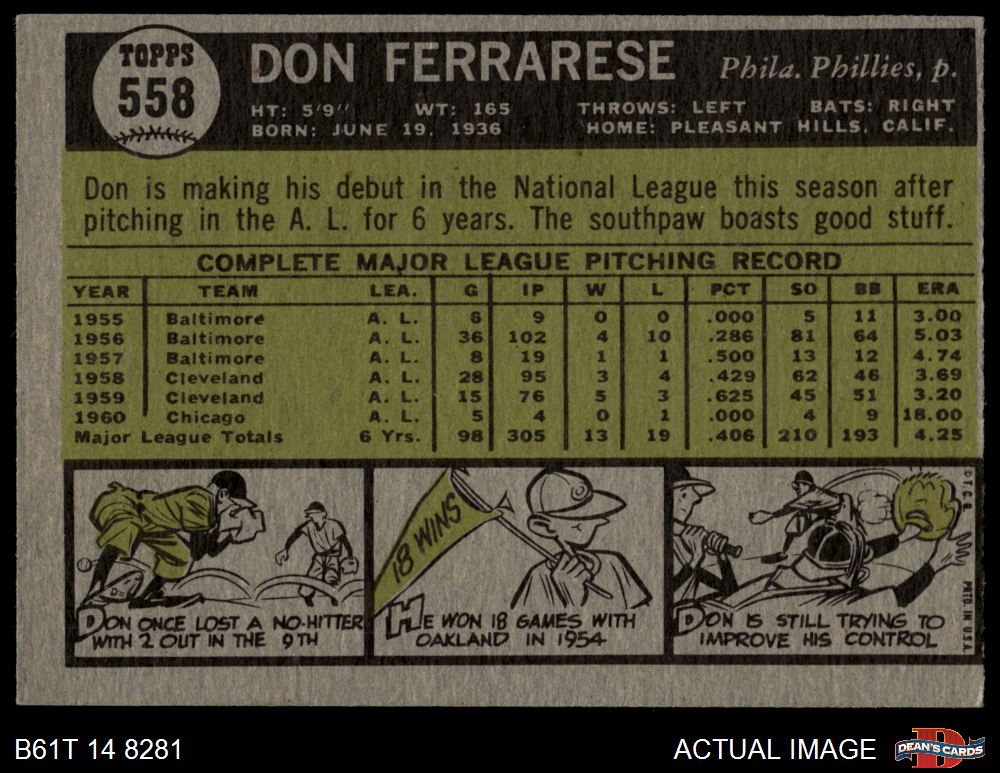 TOPPS
558
DON FERRARESE Phila. Phillies, p.
HT: 5'9" WT: 165 THROWS: LEFT BATS: RIGHT
BORN: JUNE 19, 1936 HOME: PLEASANT HILLS, CALIF.
Don is making his debut in the National League this season after
pitching in the A. L. for 6 years. The southpaw boasts good stuff.
COMPLETE MAJOR LEAGUE PITCHING RECORD
YEAR TEAM LEA. G IP W L PCT SO BB ERA
1955 Baltimore A. L. 6 9 0 0 .000 5 11 3.00
1956 Baltimore A. L. 36 102 4 10 .286 81 64 5.03
1957 Baltimore A. L. 8 19 1 1 .500 13 12 4.74
1958 Cleveland A. L. 28 95 3 4 .429 62 46 3.69
1959 Cleveland A. L. 15 76 5 3 .625 45 51 3.20
1960 Chicago A. L. 5 4 0 1 .000 4 9 18.00
Major League Totals 6 Yrs. 98 305 13 19 .406 210 193 4.25
DON ONCE LOST A NO-HITTER
WITH 2 OUT IN THE 9TH
18 WINS
HE WON 18 GAMES WITH
OAKLAND IN 1954
DON IS STILL TRYING TO
IMPROVE HIS CONTROL
©T.C.G. PRTD. IN U.S.A.
B61T 14 8281 ACTUAL IMAGE
DEAN'S CARDS